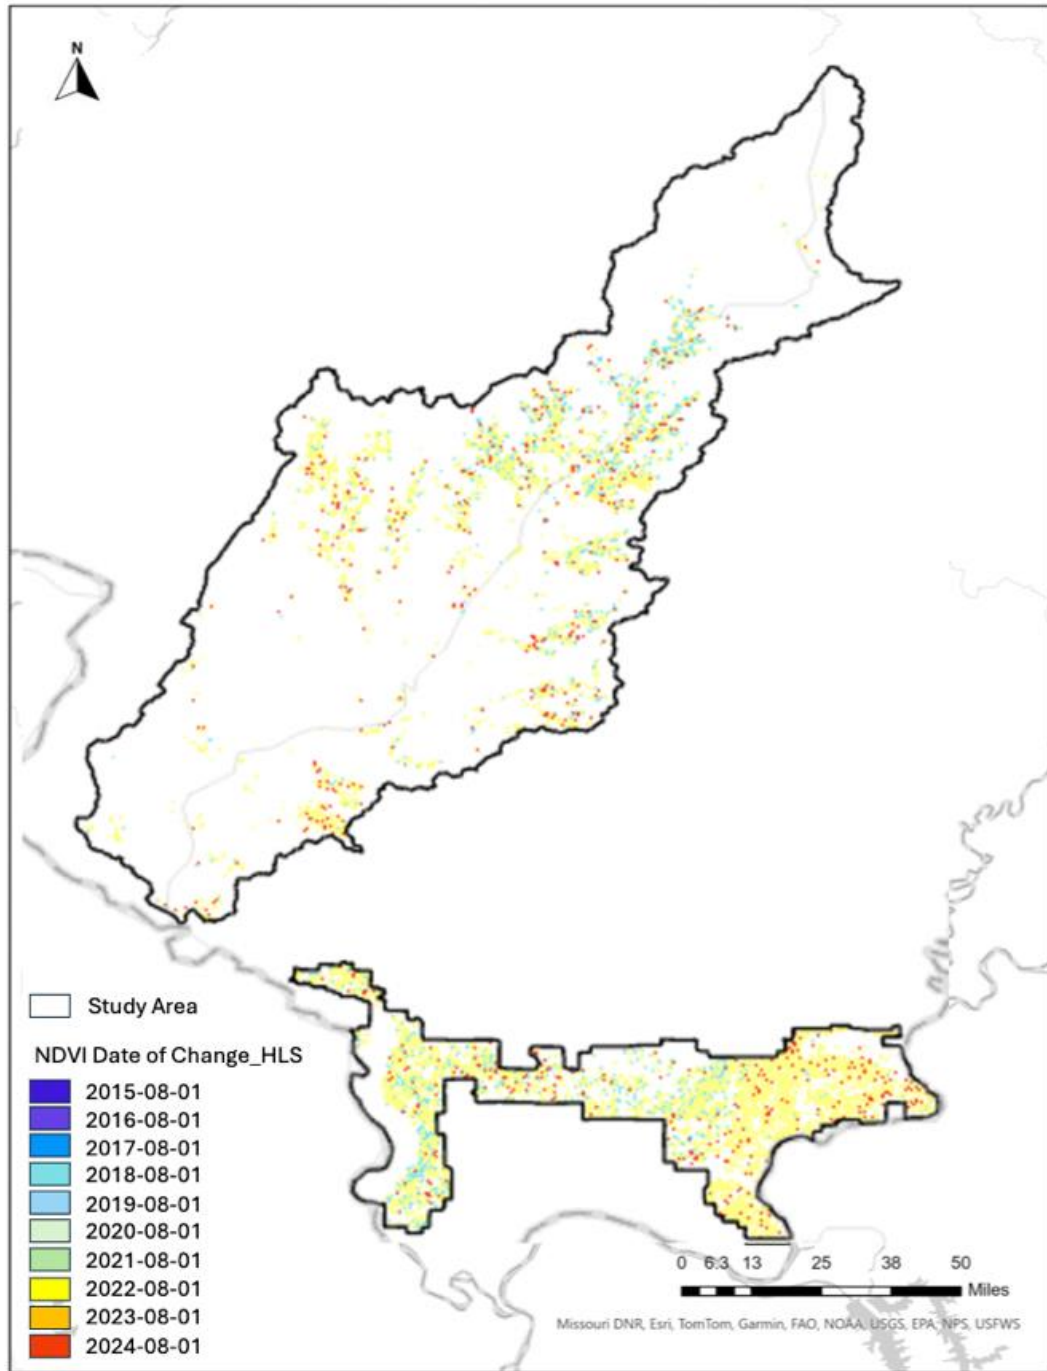 N
Study Area
NDVI Date of Change_HLS
2015-08-01
2016-08-01
2017-08-01
2018-08-01
2019-08-01
2020-08-01
2021-08-01
2022-08-01
2023-08-01
2024-08-01
0 6.3 13 25 38 50
Miles
Missouri DNR, Esri, TomTom, Garmin, FAO, NOAA, USGS, EPA, NPS, USFWS